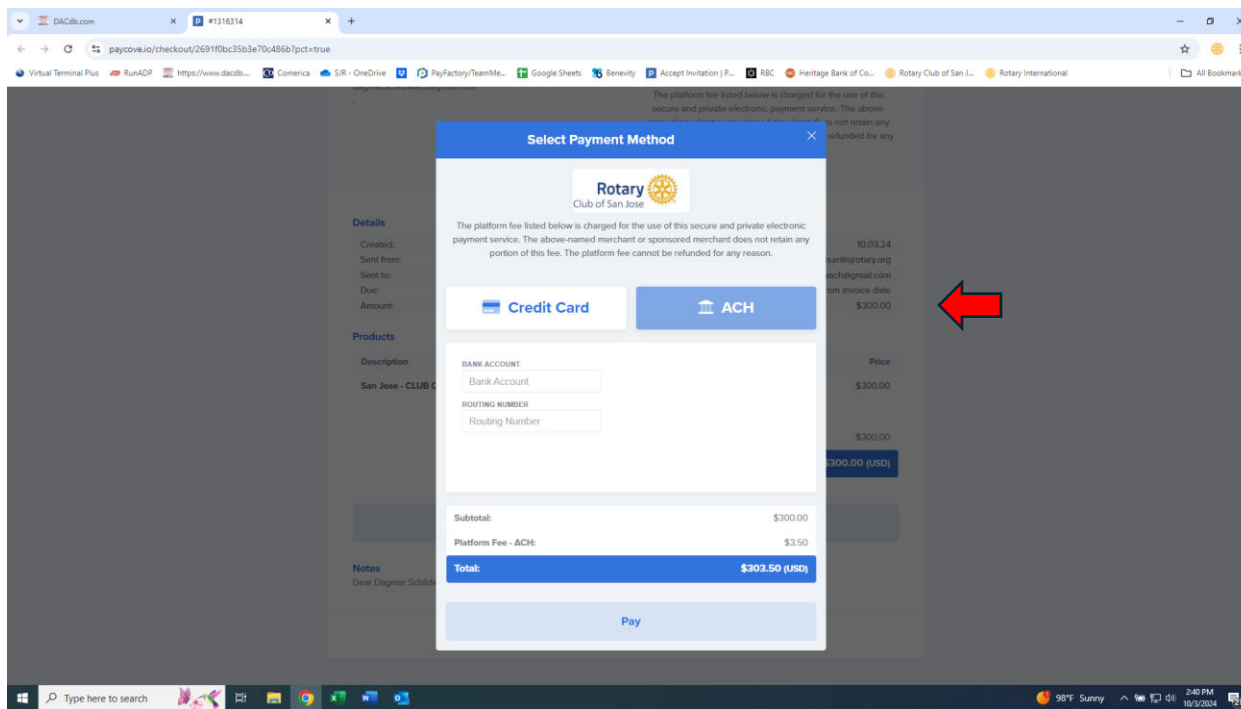 DACdb.com
#1316314
paycove.io/checkout/2691f0bc35b3e70c486b?pct=true
Virtual Terminal Plus RunADP https://www.dacdb... Comerica SJR - OneDrive PayFactory/TeamMe... Google Sheets Benevity Accept Invitation | P... RBC Heritage Bank of Co... Rotary Club of San J... Rotary International All Bookmark
The platform fee listed below is charged for the use of this
secure and private electronic payment service. The above-
not retain any
refunded for any
Select Payment Method
Rotary
Club of San Jose
The platform fee listed below is charged for the use of this secure and private electronic
payment service. The above-named merchant or sponsored merchant does not retain any
portion of this fee. The platform fee cannot be refunded for any reason.
Details
Created: 10.03.24
Sent from: sar@sjrotary.org
Sent to: ach@gmail.com
Due: om invoice date
Amount: $300.00
Credit Card
ACH
Products
Description Price
San Jose - CLUB C $300.00
BANK ACCOUNT
Bank Account
ROUTING NUMBER
Routing Number
$300.00
$300.00 (USD)
Subtotal: $300.00
Platform Fee - ACH: $3.50
Total: $303.50 (USD)
Notes
Dear Dagmar Schildw
Pay
Type here to search
98°F Sunny
2:40 PM
10/3/2024